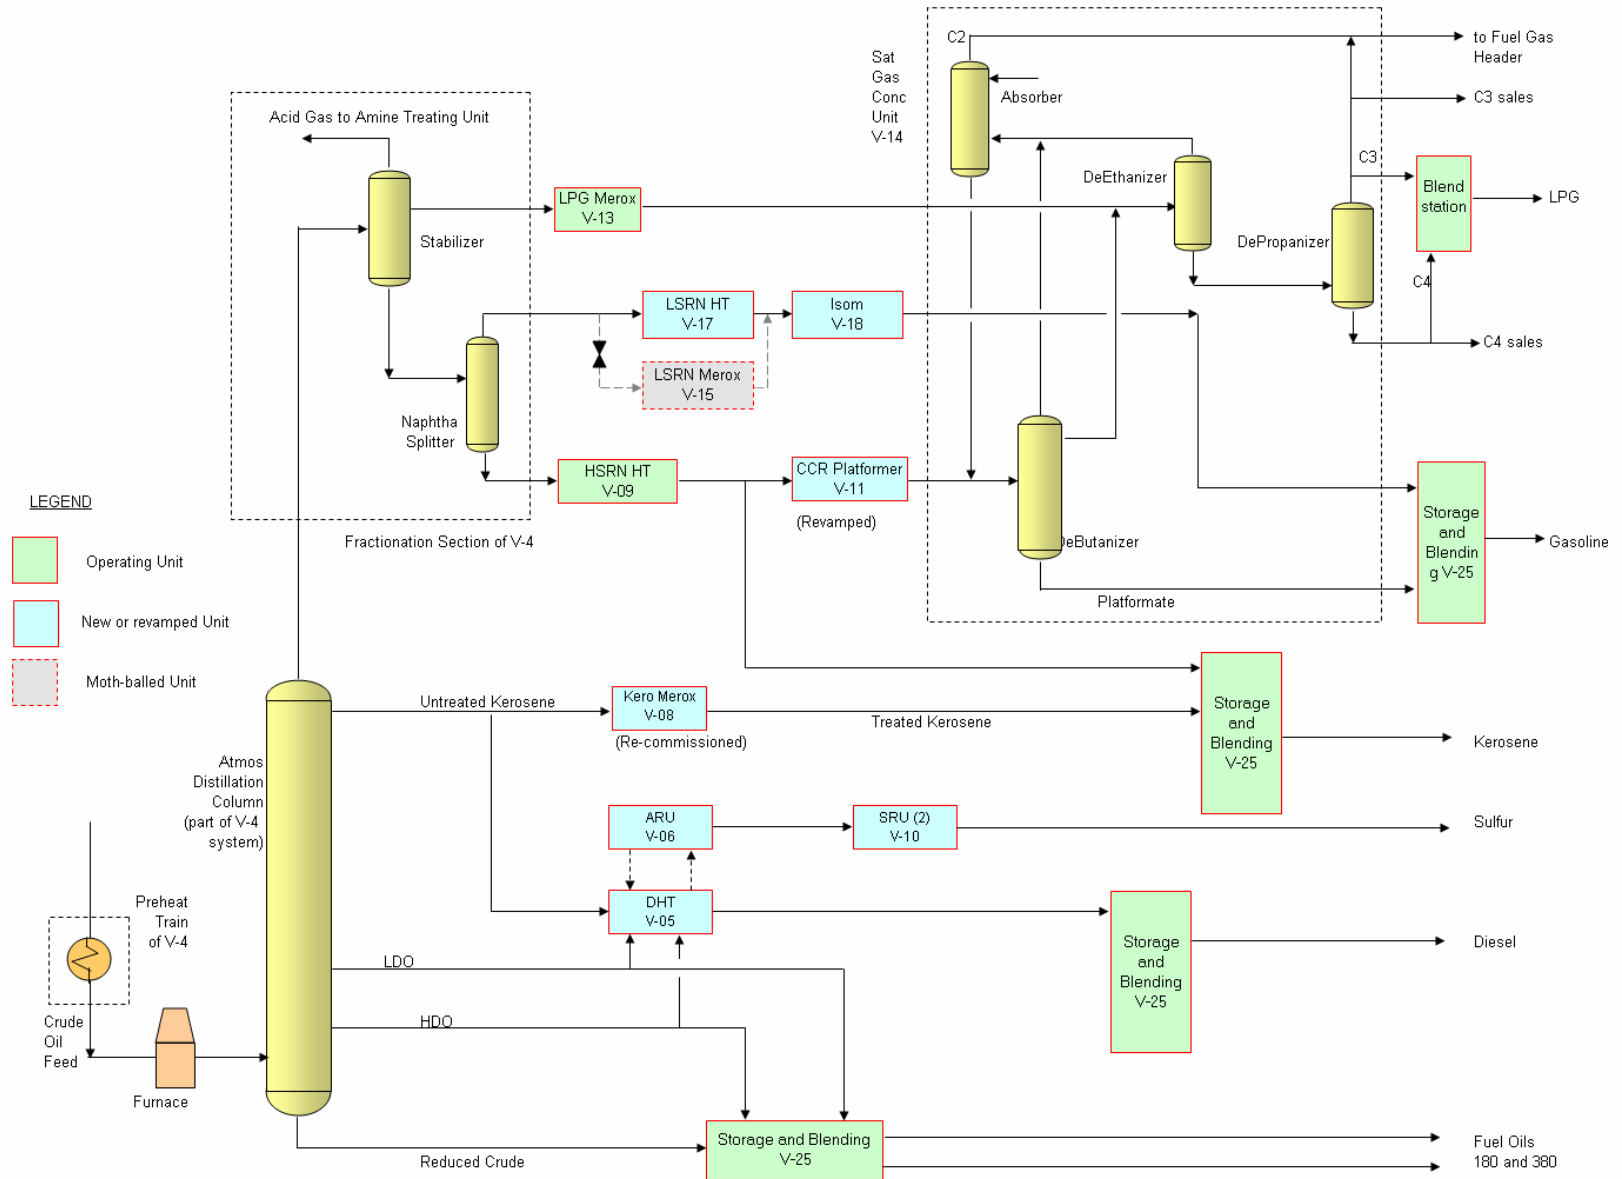 C2
to Fuel Gas
Header
Sat
Gas
Conc
Unit
V-14
Absorber
C3 sales
Acid Gas to Amine Treating Unit
C3
DeEthanizer
Blend
station
LPG
LPG Merox
V-13
Stabilizer
DePropanizer
C4
LSRN HT
V-17
Isom
V-18
C4 sales
LSRN Merox
V-15
Naphtha
Splitter
HSRN HT
V-09
CCR Platformer
V-11
(Revamped)
LEGEND
Storage
and
Blendin
g V-25
Gasoline
Fractionation Section of V-4
DeButanizer
Operating Unit
Platformate
New or revamped Unit
Moth-balled Unit
Untreated Kerosene
Kero Merox
V-08
(Re-commissioned)
Treated Kerosene
Storage
and
Blending
V-25
Kerosene
Atmos
Distillation
Column
(part of V-4
system)
ARU
V-06
SRU (2)
V-10
Sulfur
Preheat
Train
of V-4
DHT
V-05
Storage
and
Blending
V-25
Diesel
LDO
HDO
Crude
Oil
Feed
Furnace
Storage and Blending
V-25
Reduced Crude
Fuel Oils
180 and 380